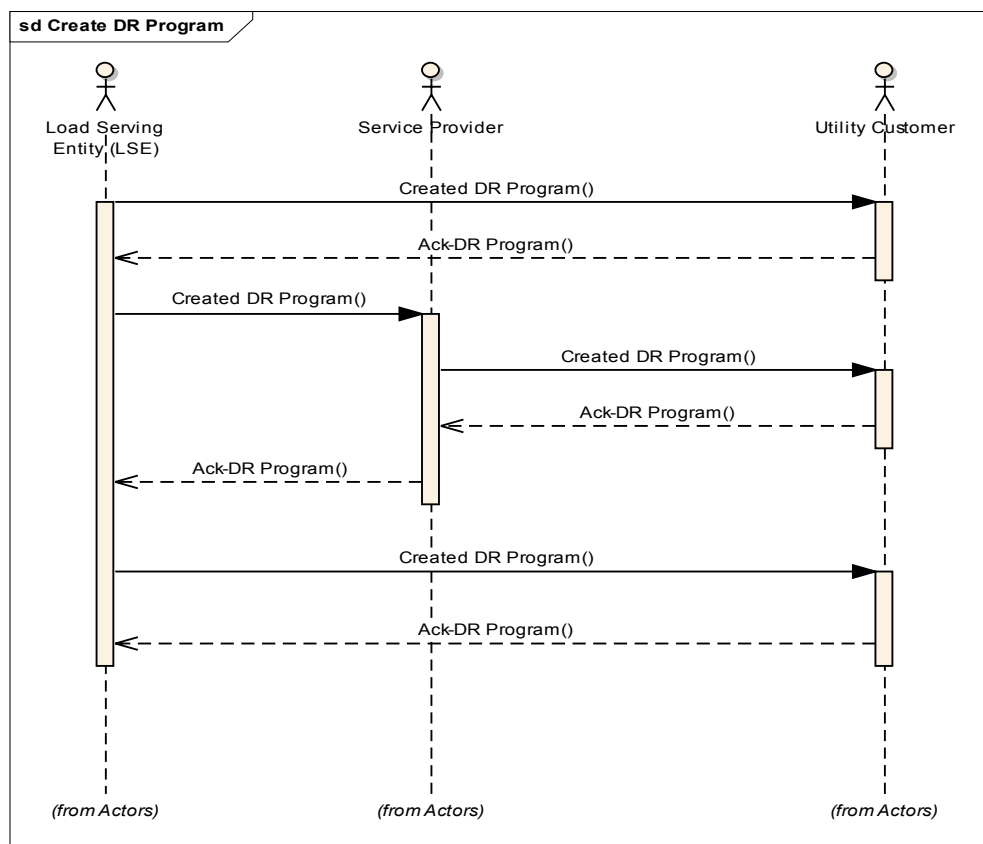 sd Create DR Program
Load Serving
Entity (LSE)
Service Provider
Utility Customer
Created DR Program()
Ack-DR Program()
Created DR Program()
Created DR Program()
Ack-DR Program()
Ack-DR Program()
Created DR Program()
Ack-DR Program()
(from Actors)
(from Actors)
(from Actors)